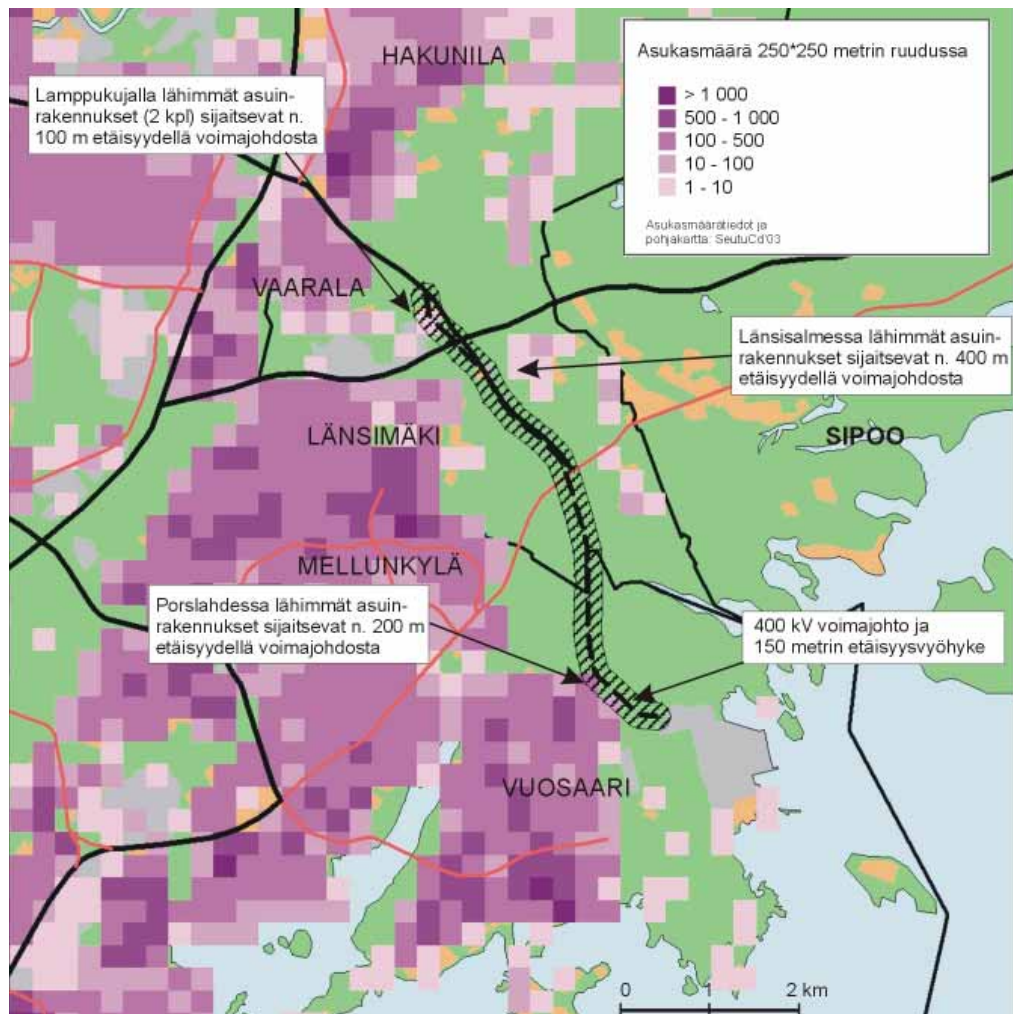 HAKUNILA
Asukasmäärä 250*250 metrin ruudussa
> 1 000
500 - 1 000
100 - 500
10 - 100
1 - 10
Asukasmäärätiedot ja
pohjakartta: SeutuCd'03
Lamppukujalla lähimmät asuin-
rakennukset (2 kpl) sijaitsevat n.
100 m etäisyydellä voimajohdosta
VAARALA
Länsisalmessa lähimmät asuin-
rakennukset sijaitsevat n. 400 m
etäisyydellä voimajohdosta
LÄNSIMÄKI
SIPOO
MELLUNKYLÄ
Porslahdessa lähimmät asuin-
rakennukset sijaitsevat n. 200 m
etäisyydellä voimajohdosta
400 kV voimajohto ja
150 metrin etäisyysvyöhyke
VUOSAARI
0 1 2 km